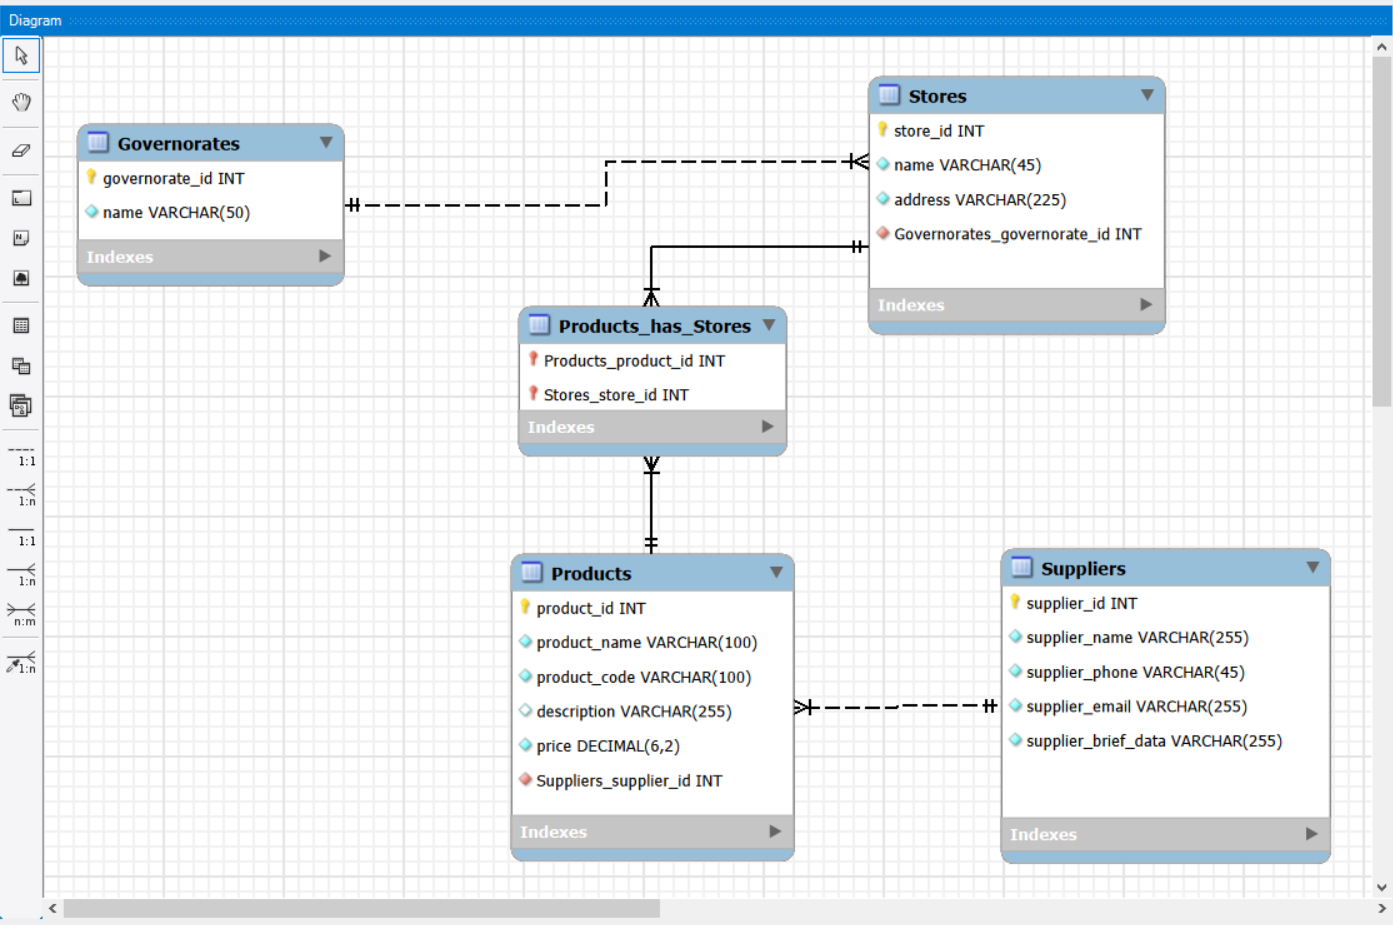 Diagram
Governorates
governorate_id INT
name VARCHAR(50)
Indexes
Stores
store_id INT
name VARCHAR(45)
address VARCHAR(225)
Governorates_governorate_id INT
Indexes
Products_has_Stores
Products_product_id INT
Stores_store_id INT
Indexes
Products
product_id INT
product_name VARCHAR(100)
product_code VARCHAR(100)
description VARCHAR(255)
price DECIMAL(6,2)
Suppliers_supplier_id INT
Indexes
Suppliers
supplier_id INT
supplier_name VARCHAR(255)
supplier_phone VARCHAR(45)
supplier_email VARCHAR(255)
supplier_brief_data VARCHAR(255)
Indexes
1:1
1:n
1:1
1:n
n:m
1:n